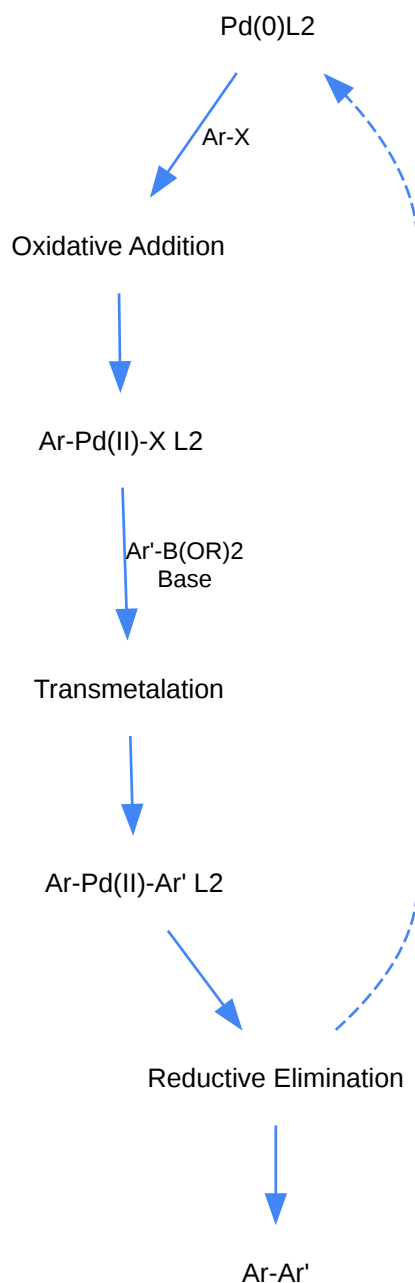 Pd(0)L2
Ar-X
Oxidative Addition
Ar-Pd(II)-X L2
Ar'-B(OR)2
Base
Transmetalation
Ar-Pd(II)-Ar' L2
Reductive Elimination
Ar-Ar'